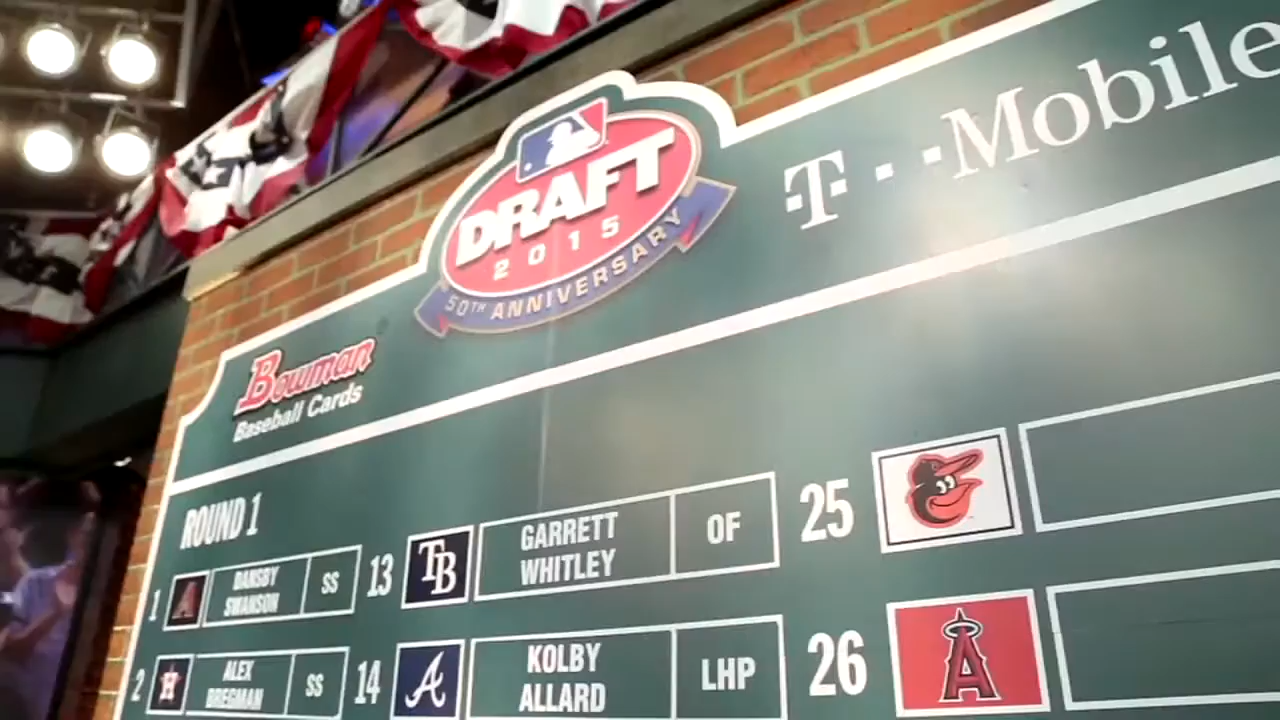 DRAFT
2015
50TH ANNIVERSARY
T··Mobile
Bowman
Baseball Cards
ROUND 1
1 A DANSBY SWANSON SS
13 TB GARRETT WHITLEY OF
25
2 H ALEX BREGMAN SS
14 A KOLBY ALLARD LHP
26 A